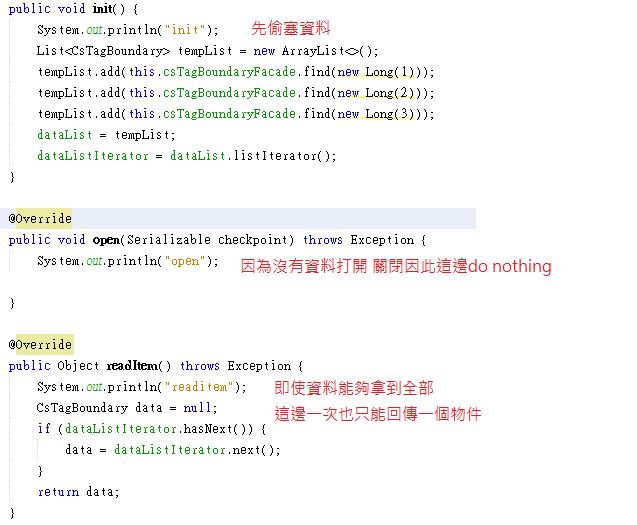 public void init() {
System.out.println("init"); 先偷塞資料
List<CsTagBoundary> tempList = new ArrayList<>();
tempList.add(this.csTagBoundaryFacade.find(new Long(1)));
tempList.add(this.csTagBoundaryFacade.find(new Long(2)));
tempList.add(this.csTagBoundaryFacade.find(new Long(3)));
dataList = tempList;
dataListIterator = dataList.listIterator();
}
@Override
public void open(Serializable checkpoint) throws Exception {
System.out.println("open"); 因為沒有資料打開 關閉因此這邊do nothing
}
@Override
public Object readItem() throws Exception {
System.out.println("readitem"); 即使資料能夠拿到全部
CsTagBoundary data = null; 這邊一次也只能回傳一個物件
if (dataListIterator.hasNext()) {
data = dataListIterator.next();
}
return data;
}